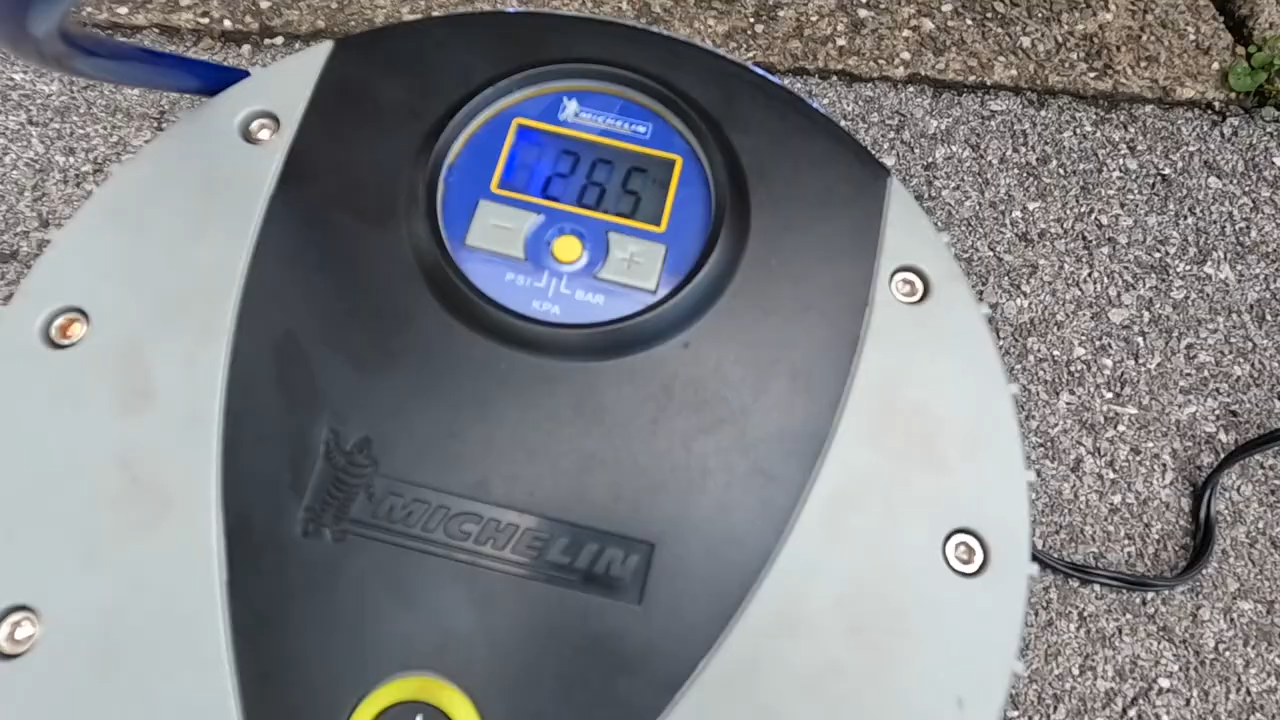 MICHELIN
26.5
− +
PSI BAR
KPA
MICHELIN